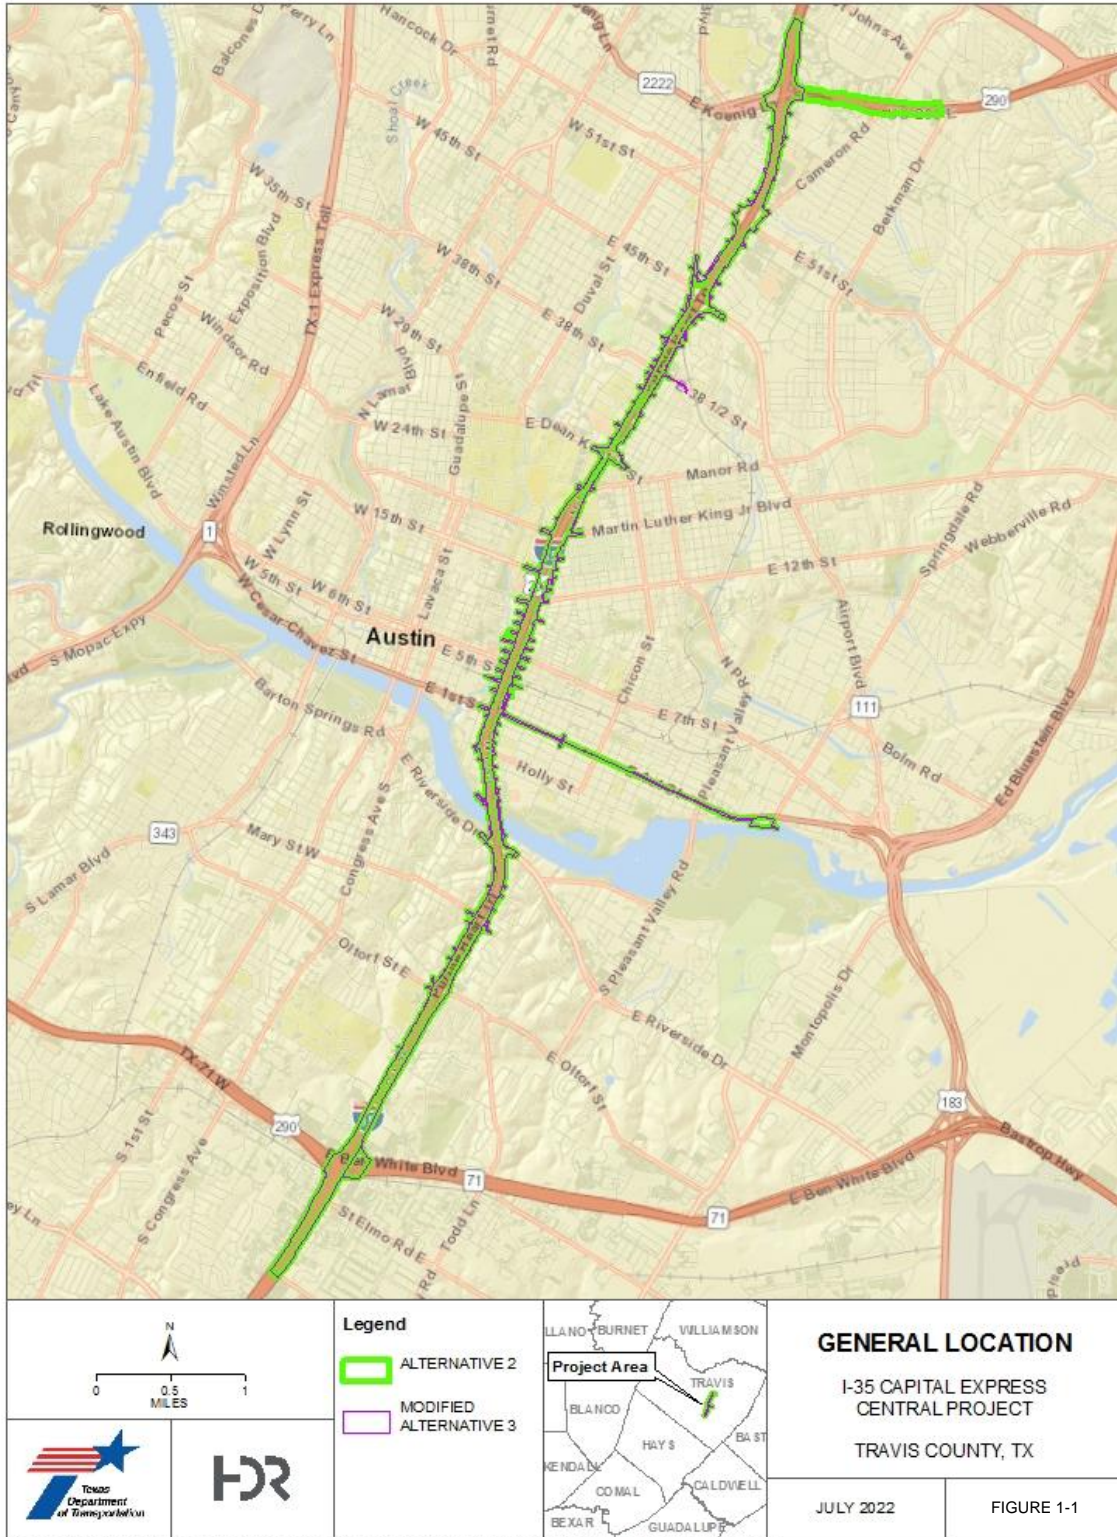 Perry Ln
Hancock Dr
St Johns Ave
2222
E Koenig L
290
Shoal Creek
W 45th St
W 51st St
Cameron Rd
Berkman Dr
W 35th St
Exposition Blvd
TX-1 Express Toll
W 38th St
E 45th St
E 51st St
Duval St
Pecos St
Windsor Rd
W 29th St
E 38th St
Enfield Rd
N Lamar
Blvd
Guadalupe St
38 1/2 St
Lake Austin Blvd
W 24th St
E Dean K
St
Winsted Ln
Manor Rd
Rollingwood
1
W Lynn St
W 15th St
Martin Luther King Jr Blvd
Springdale Rd
Webberville Rd
W 5th St
W 6th St
Lavaca St
E 12th St
S Mopac Expy
W Cesar Chavez St
Austin
E 5th S
Chicon St
Airport Blvd
Barton Springs Rd
E 1st S
E 7th St
N Pleasant Valley Rd
111
Bolm Rd
Ed Bluestein Blvd
E Riverside Dr
Holly St
343
Mary St W
Congress Ave S
S Lamar Blvd
Oltorf St E
S Pleasant Valley Rd
E Riverside Dr
Montopolis Dr
TX-71 W
E Oltorf St
290
183
S 1st St
S Congress Ave
E Ben White Blvd
71
E Ben White Blvd
Bastrop Hwy
71
St Elmo Rd E
Todd Ln
Rd
N
0 0.5 1
MILES
Texas
Department
of Transportation
HDR
Legend
ALTERNATIVE 2
MODIFIED
ALTERNATIVE 3
LLANO
BURNET
WILLIAMSON
Project Area
TRAVIS
BLANCO
BAST
HAYS
KENDALL
COMAL
CALDWELL
BEXAR
GUADALUPE
GENERAL LOCATION
I-35 CAPITAL EXPRESS
CENTRAL PROJECT
TRAVIS COUNTY, TX
JULY 2022
FIGURE 1-1